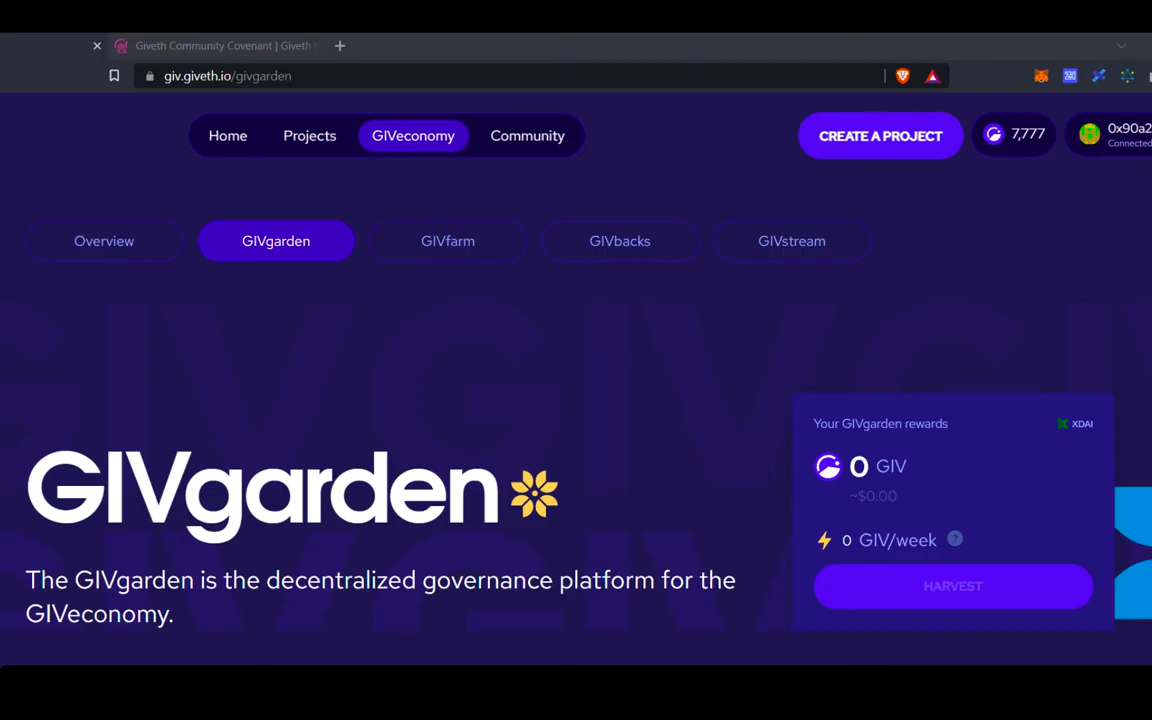 Giveth Community Covenant | Giveth
giv.giveth.io/givgarden
Home Projects GIVeconomy Community
CREATE A PROJECT
7,777
0x90a2
Connected
Overview GIVgarden GIVfarm GIVbacks GIVstream
Your GIVgarden rewards
XDAI
0 GIV
~$0.00
0 GIV/week ?
HARVEST
GIVgarden
The GIVgarden is the decentralized governance platform for the
GIVeconomy.